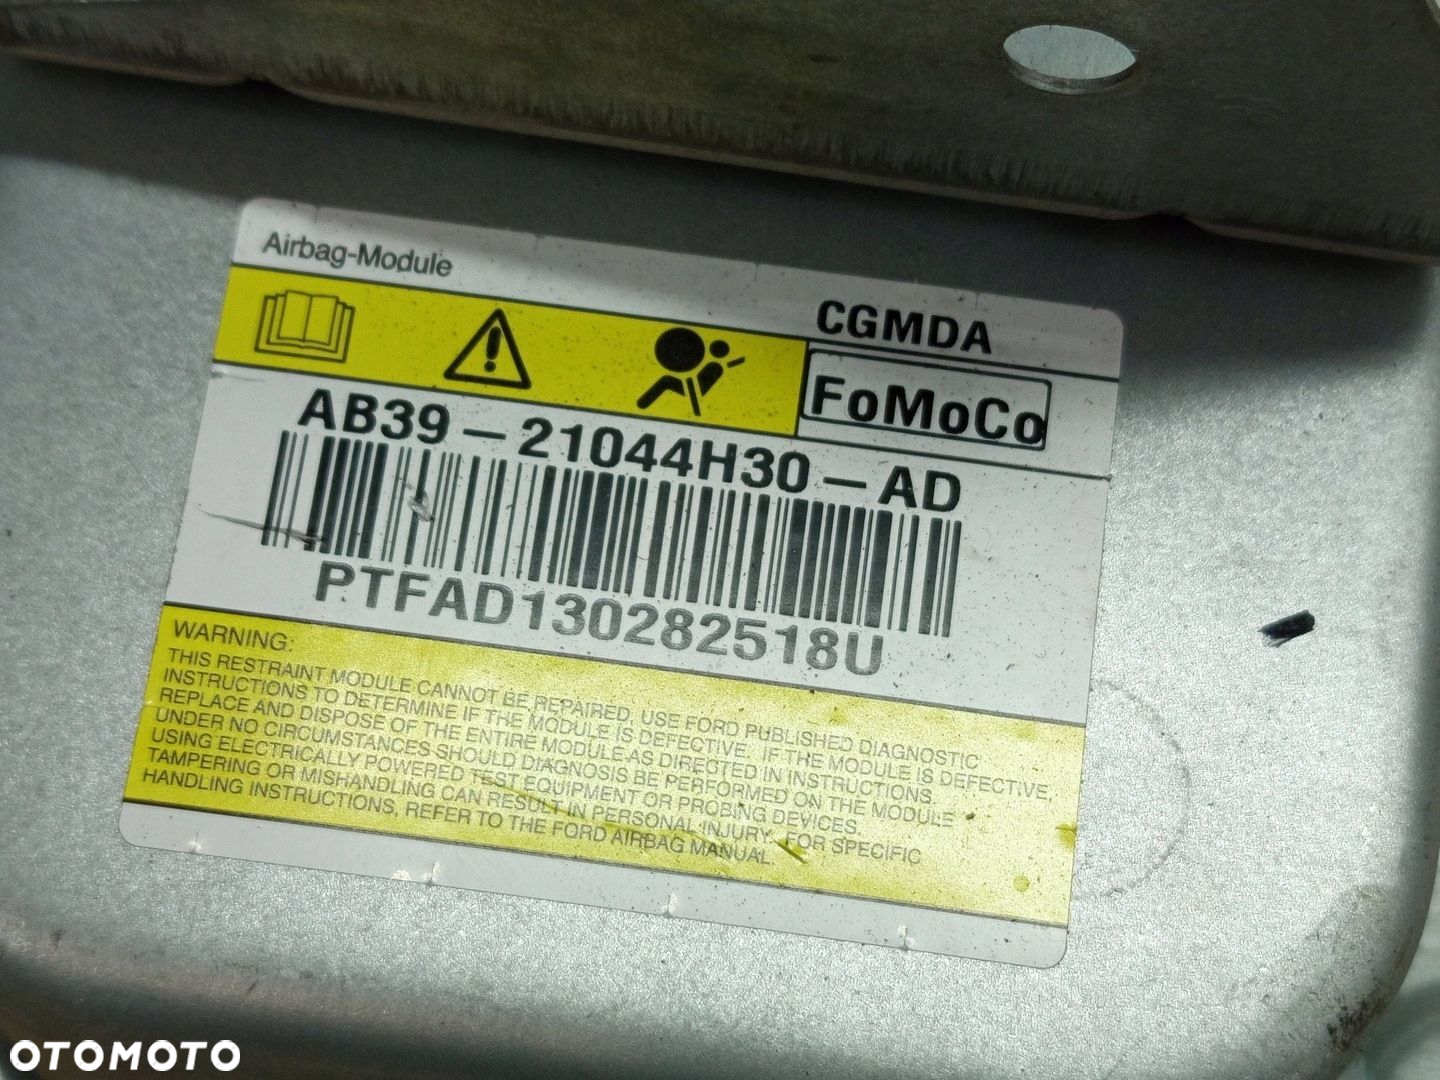 Airbag-Module
CGMDA
FoMoCo
AB39-21044H30-AD
PTFAD130282518U
WARNING:
THIS RESTRAINT MODULE CANNOT BE REPAIRED. USE FORD PUBLISHED DIAGNOSTIC
INSTRUCTIONS TO DETERMINE IF THE MODULE IS DEFECTIVE. IF THE MODULE IS DEFECTIVE,
REPLACE AND DISPOSE OF THE ENTIRE MODULE AS DIRECTED IN INSTRUCTIONS.
UNDER NO CIRCUMSTANCES SHOULD DIAGNOSIS BE PERFORMED ON THE MODULE
USING ELECTRICALLY POWERED TEST EQUIPMENT OR PROBING DEVICES.
TAMPERING OR MISHANDLING CAN RESULT IN PERSONAL INJURY. FOR SPECIFIC
HANDLING INSTRUCTIONS, REFER TO THE FORD AIRBAG MANUAL.
OTOMOTO